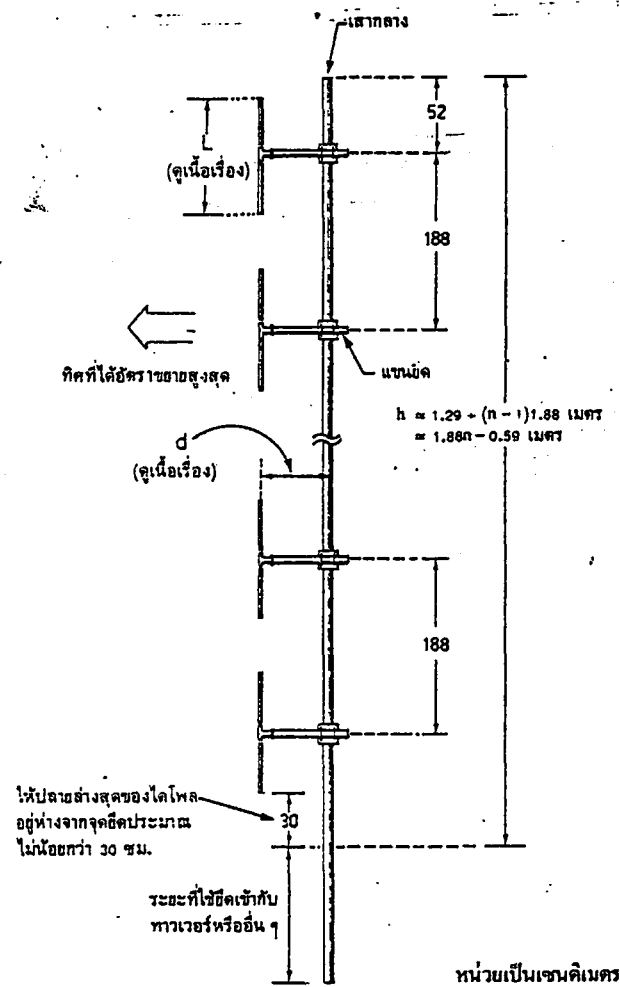 เสากลาง
52
L
(ดูเนื้อเรื่อง)
188
ทิศที่ได้อัตราขยายสูงสุด
แขนยึด
h ≈ 1.29 + (n - 1)1.88 เมตร
≈ 1.88n - 0.59 เมตร
d
(ดูเนื้อเรื่อง)
188
ให้ปลายล่างสุดของไดโพล
อยู่ห่างจากจุดยึดประมาณ
ไม่น้อยกว่า 30 ซม.
30
ระยะที่ใช้ยึดเข้ากับ
ทาวเวอร์หรืออื่น ๆ
หน่วยเป็นเซนติเมตร